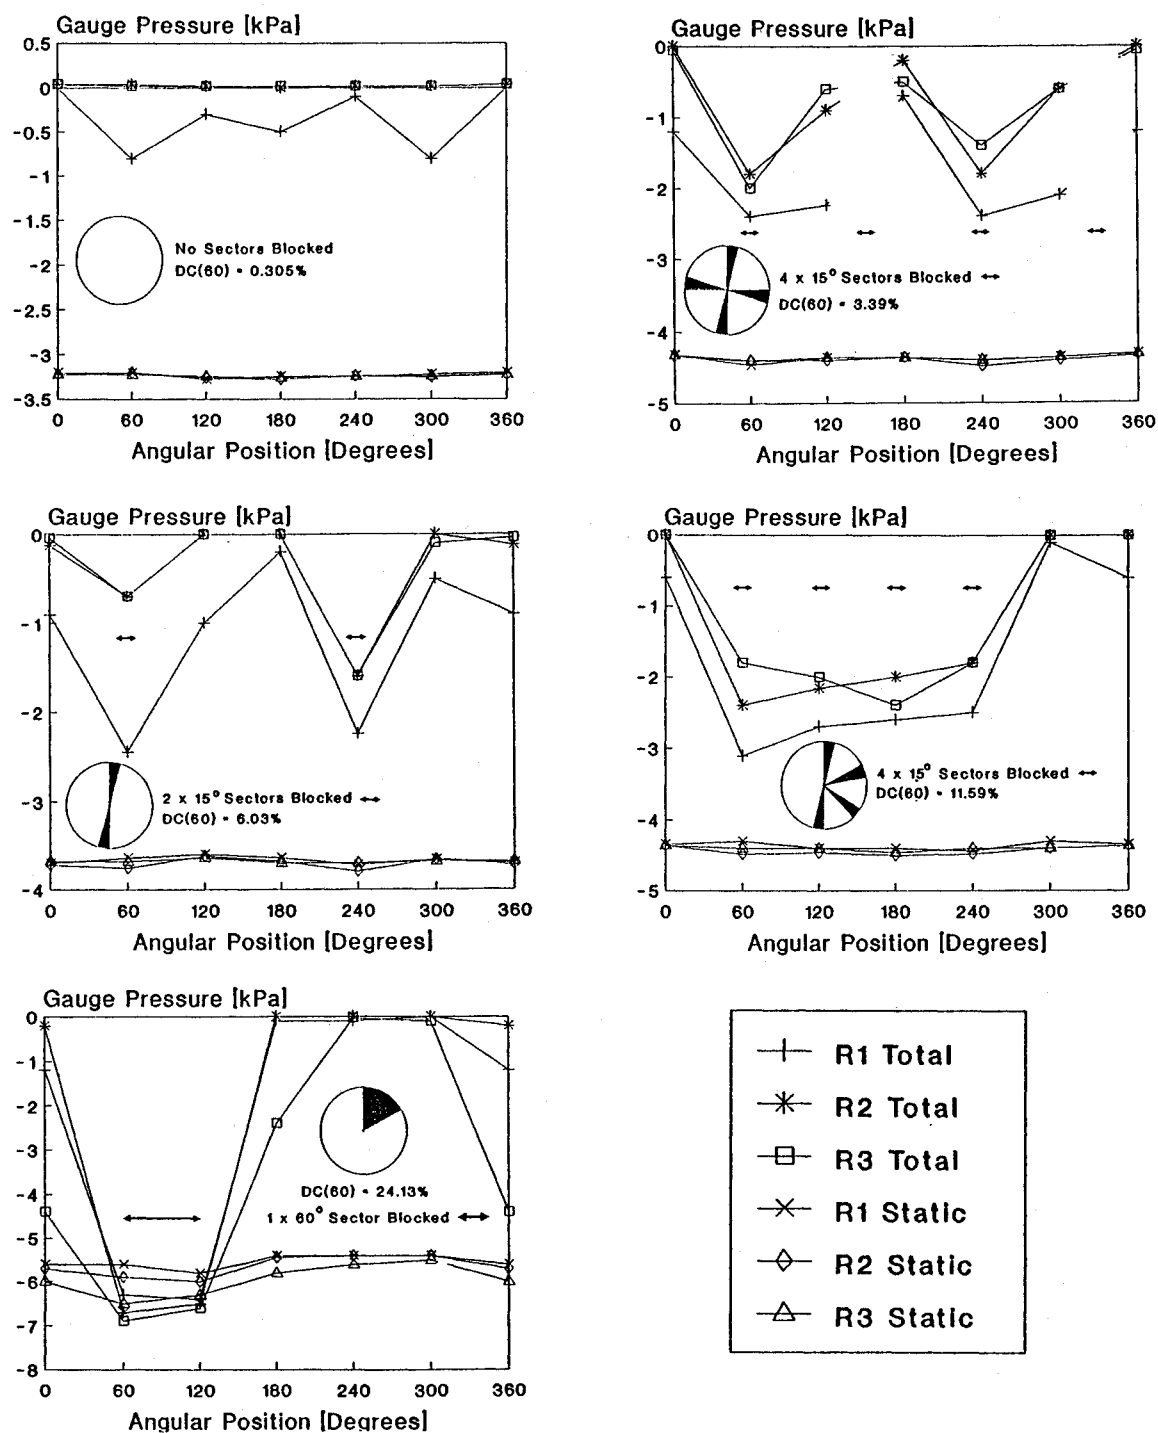 Gauge Pressure [kPa]
0.5
0
-0.5
-1
-1.5
-2
-2.5
-3
-3.5
No Sectors Blocked
DC(60) = 0.305%
0 60 120 180 240 300 360
Angular Position [Degrees]
Gauge Pressure [kPa]
0
-1
-2
-3
-4
-5
4 x 15° Sectors Blocked ↔
DC(60) = 3.39%
0 60 120 180 240 300 360
Angular Position [Degrees]
Gauge Pressure [kPa]
0
-1
-2
-3
-4
2 x 15° Sectors Blocked ↔
DC(60) = 6.03%
0 60 120 180 240 300 360
Angular Position [Degrees]
Gauge Pressure [kPa]
0
-1
-2
-3
-4
-5
4 x 15° Sectors Blocked ↔
DC(60) = 11.59%
0 60 120 180 240 300 360
Angular Position [Degrees]
Gauge Pressure [kPa]
0
-1
-2
-3
-4
-5
-6
-7
-8
DC(60) = 24.13%
1 x 60° Sector Blocked ↔
0 60 120 180 240 300 360
Angular Position [Degrees]
R1 Total
R2 Total
R3 Total
R1 Static
R2 Static
R3 Static